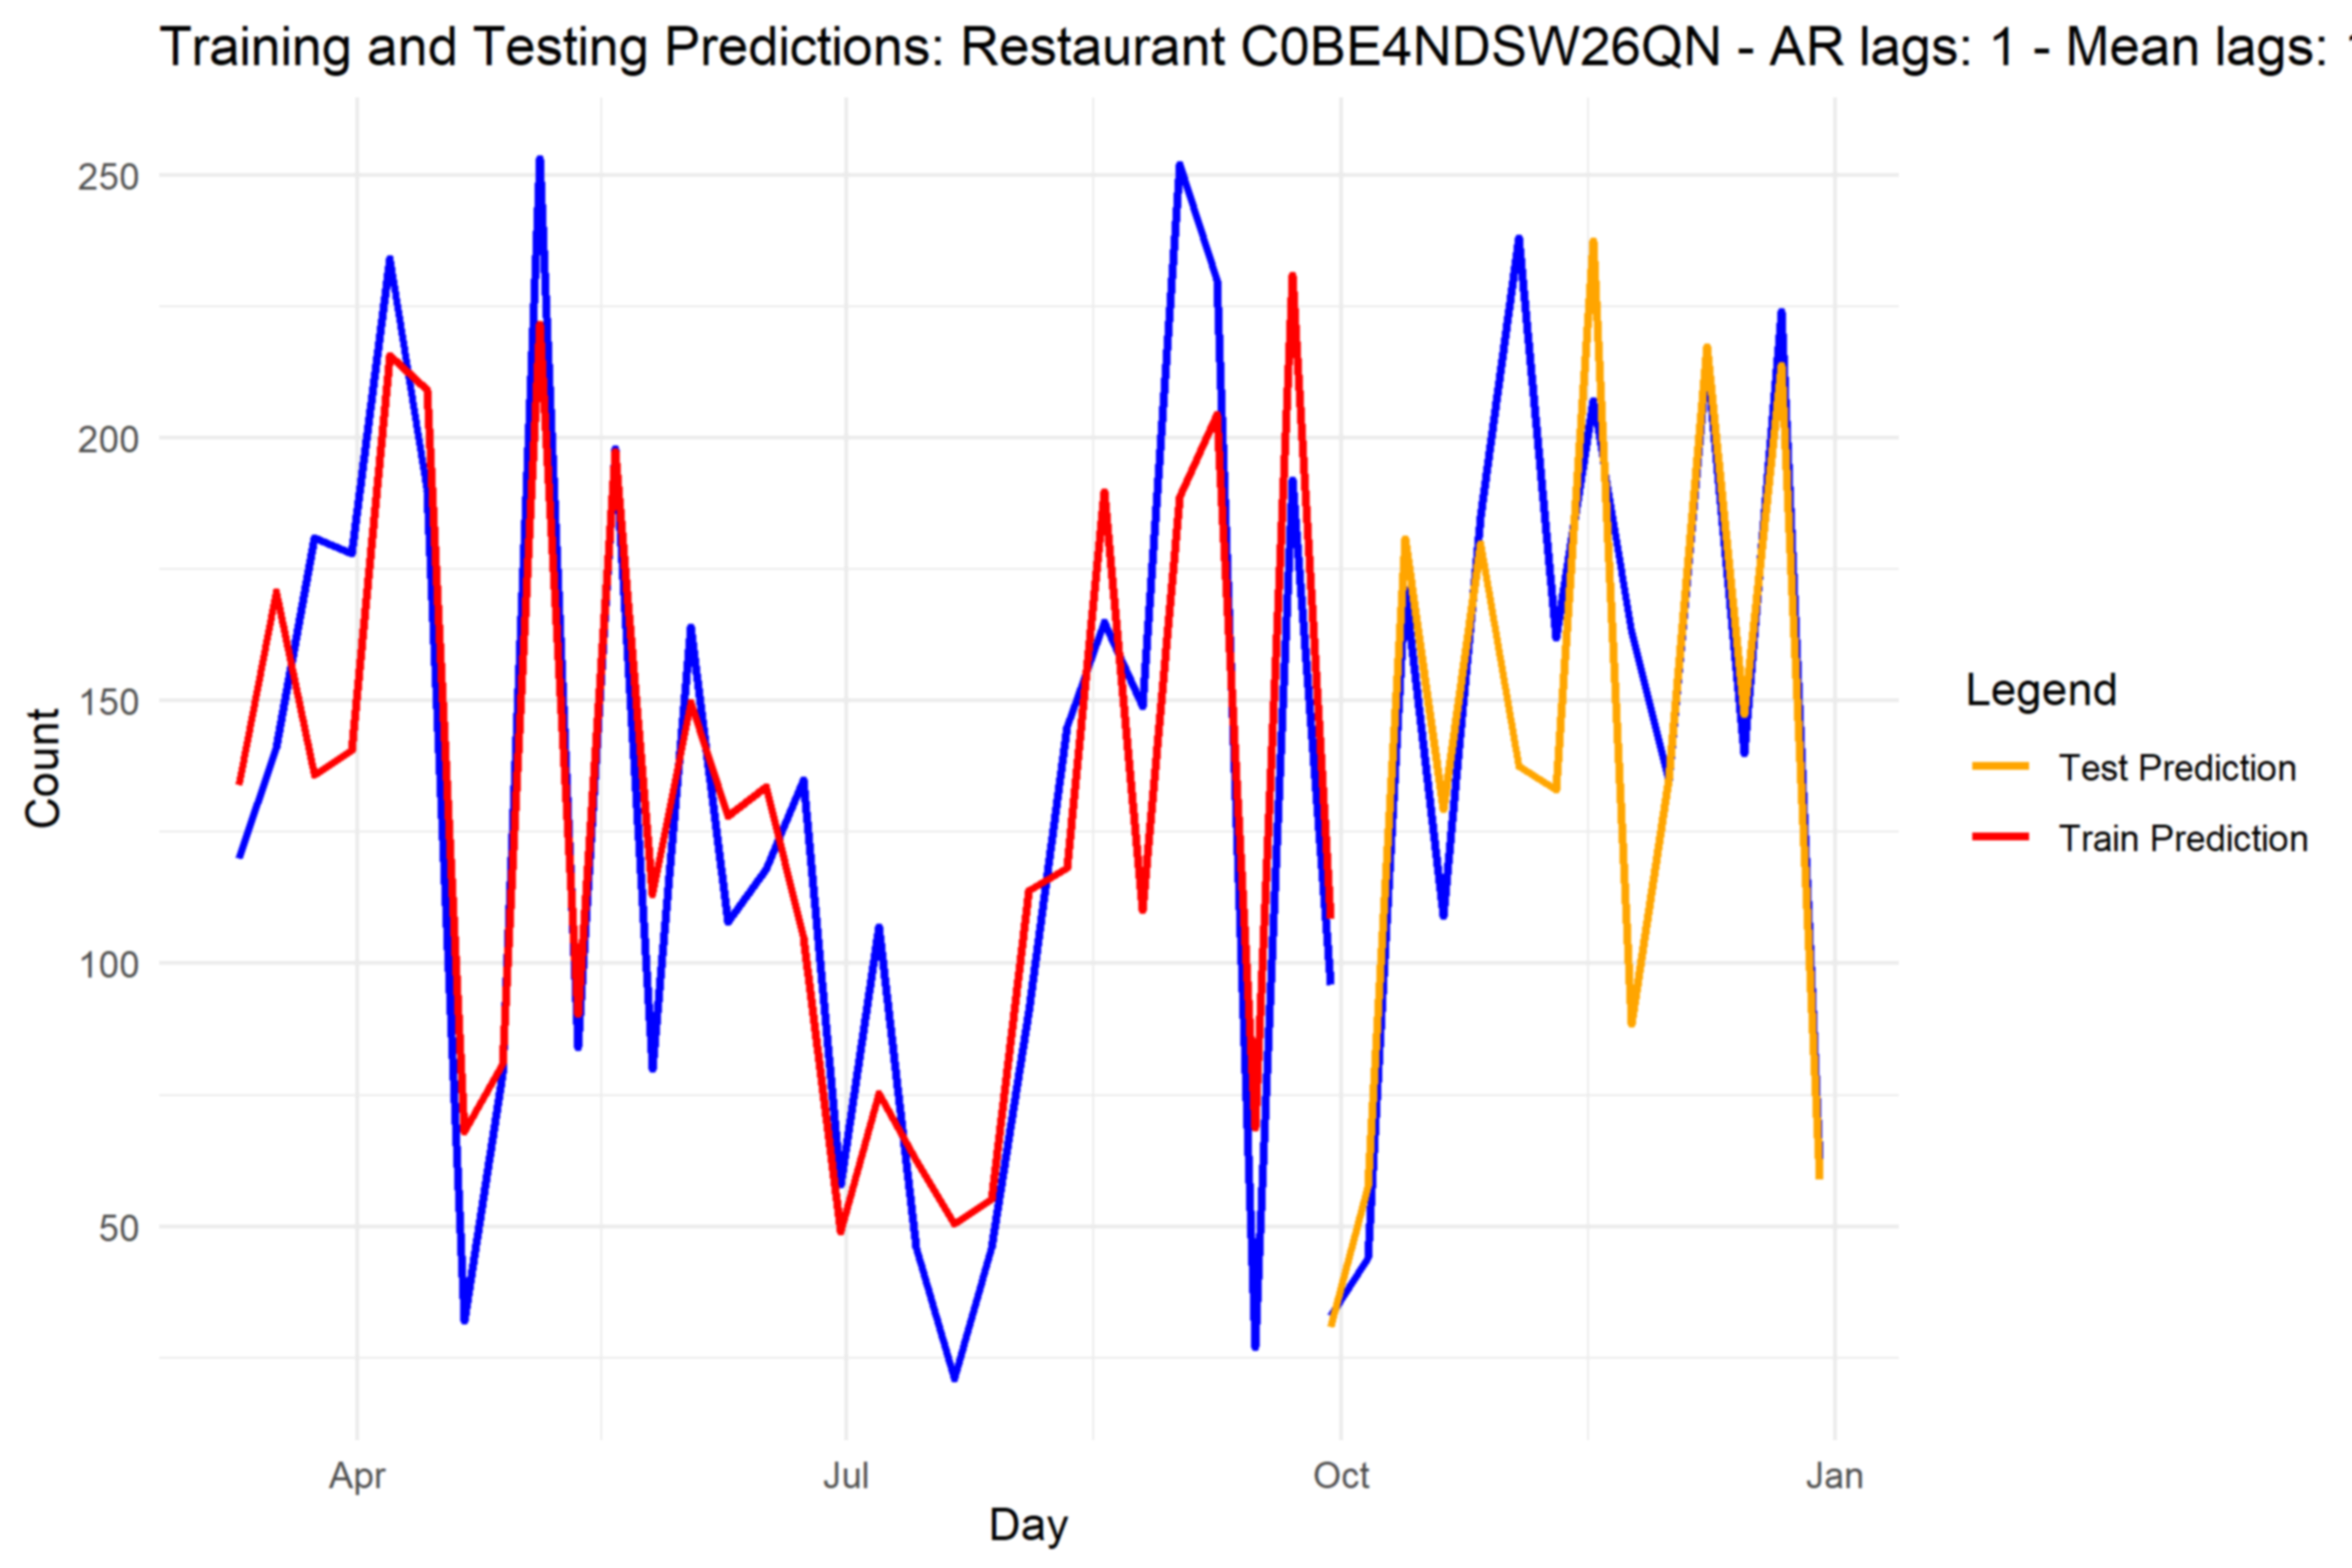 Training and Testing Predictions: Restaurant C0BE4NDSW26QN - AR lags: 1 - Mean lags:
250
200
150
100
50
Count
Apr Jul Oct Jan
Day
Legend
Test Prediction
Train Prediction